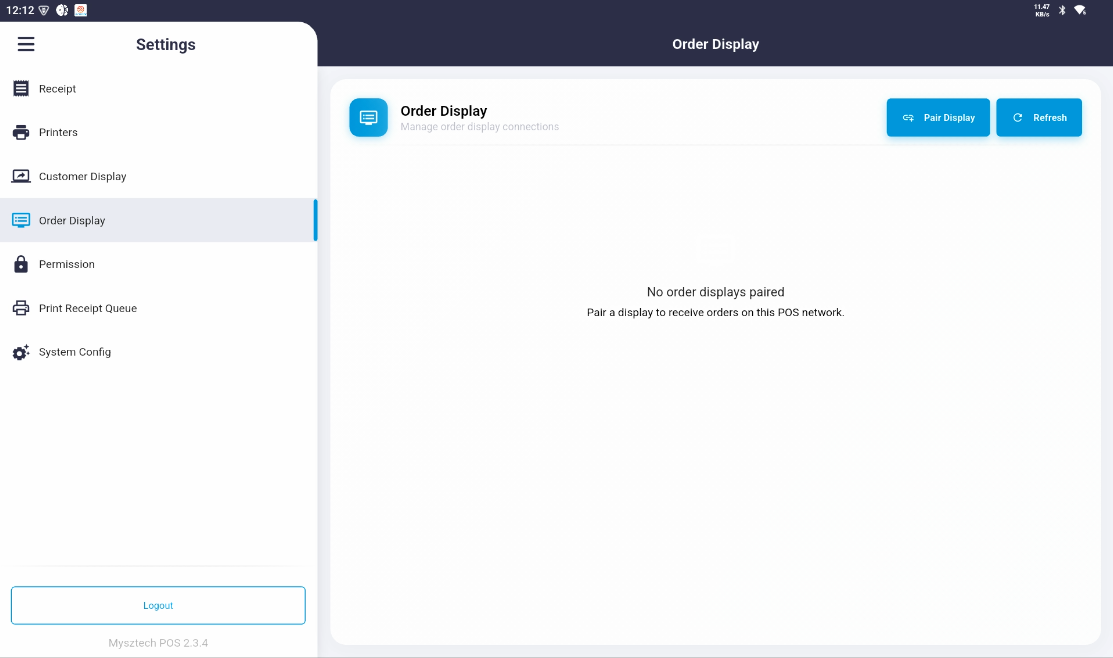 12:12
11.47
KB/s
Settings
Order Display
Receipt
Printers
Customer Display
Order Display
Permission
Print Receipt Queue
System Config
Logout
Mysztech POS 2.3.4
Order Display
Manage order display connections
Pair Display
Refresh
No order displays paired
Pair a display to receive orders on this POS network.